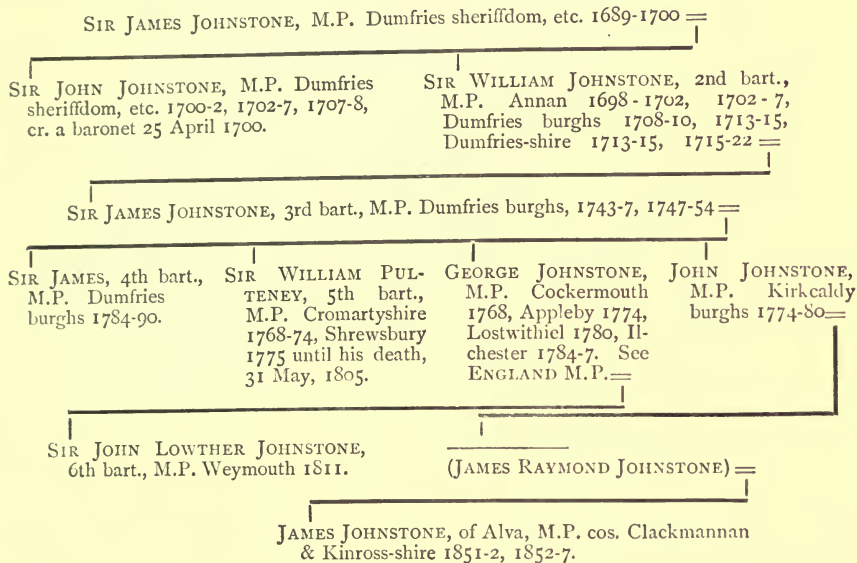 SIR JAMES JOHNSTONE, M.P. Dumfries sheriffdom, etc. 1689-1700 =
SIR JOHN JOHNSTONE, M.P. Dumfries
sheriffdom, etc. 1700-2, 1702-7, 1707-8,
cr. a baronet 25 April 1700.
SIR WILLIAM JOHNSTONE, 2nd bart.,
M.P. Annan 1698-1702, 1702-7,
Dumfries burghs 1708-10, 1713-15,
Dumfries-shire 1713-15, 1715-22 =
SIR JAMES JOHNSTONE, 3rd bart., M.P. Dumfries burghs, 1743-7, 1747-54 =
SIR JAMES, 4th bart.,
M.P. Dumfries
burghs 1784-90.
SIR WILLIAM PUL-
TENEY, 5th bart.,
M.P. Cromartyshire
1768-74, Shrewsbury
1775 until his death,
31 May, 1805.
GEORGE JOHNSTONE,
M.P. Cockermouth
1768, Appleby 1774,
Lostwithiel 1780, Il-
chester 1784-7. See
ENGLAND M.P. =
JOHN JOHNSTONE,
M.P. Kirkcaldy
burghs 1774-80 =
SIR JOHN LOWTHER JOHNSTONE,
6th bart., M.P. Weymouth 1811.
(JAMES RAYMOND JOHNSTONE) =
JAMES JOHNSTONE, of Alva, M.P. cos. Clackmannan
& Kinross-shire 1851-2, 1852-7.